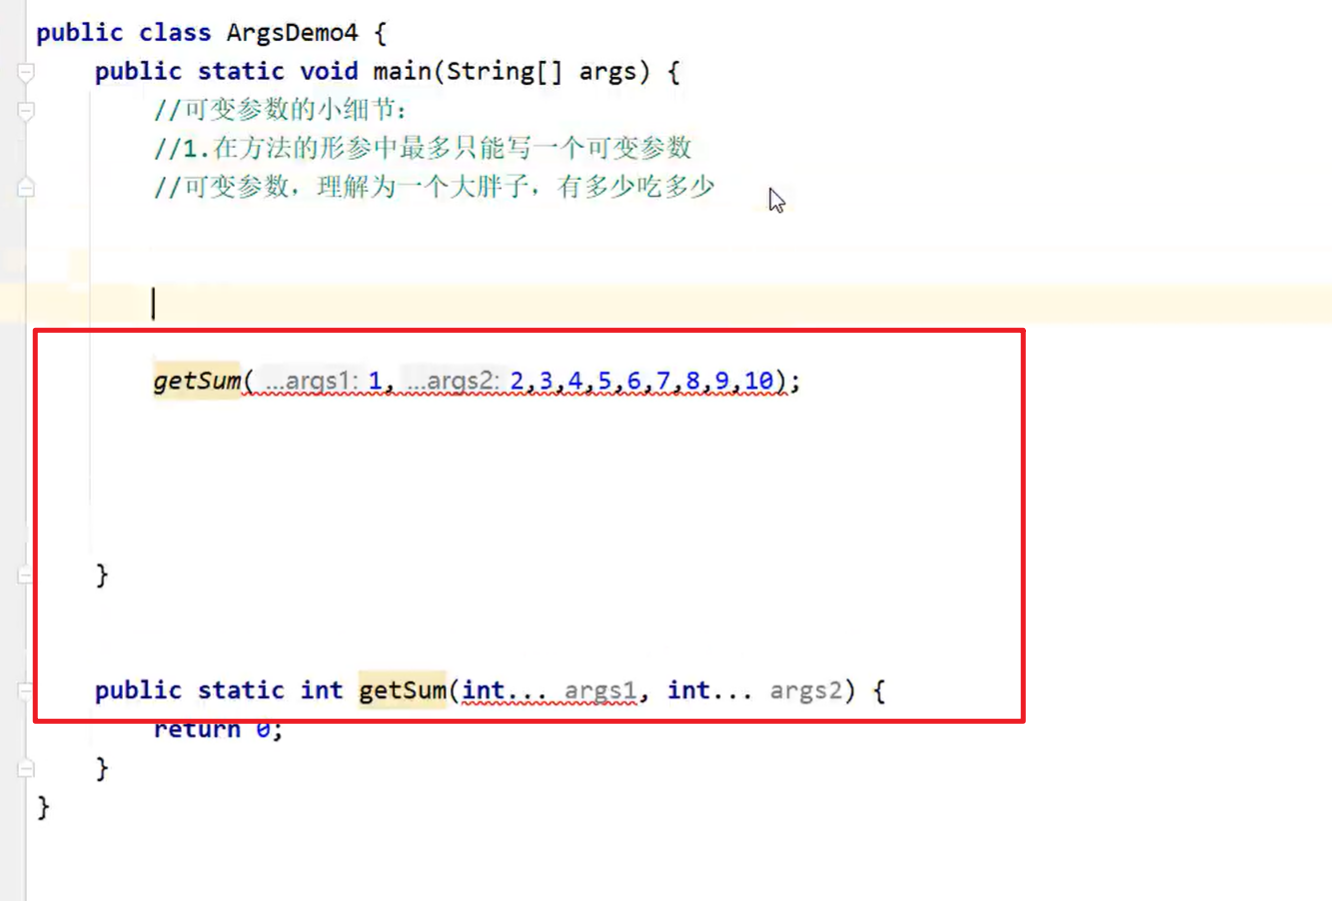 public class ArgsDemo4 {
public static void main(String[] args) {
//可变参数的小细节：
//1.在方法的形参中最多只能写一个可变参数
//可变参数，理解为一个大胖子，有多少吃多少
getSum( ...args1: 1, ...args2: 2,3,4,5,6,7,8,9,10);
}
public static int getSum(int... args1, int... args2) {
return 0;
}
}